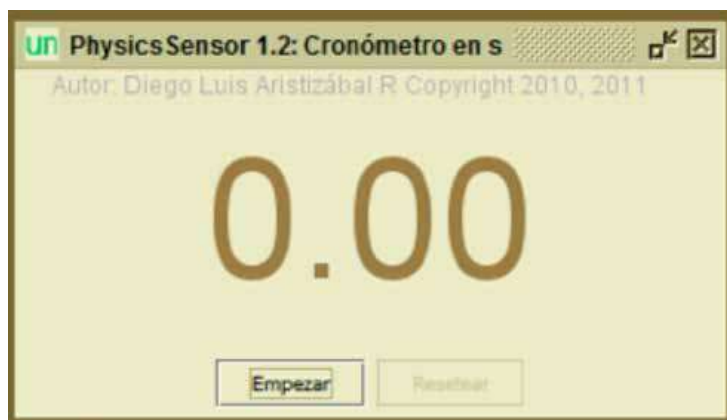 un PhysicsSensor 1.2: Cronómetro en s
Autor: Diego Luis Aristizábal R Copyright 2010, 2011
0.00
Empezar Resetear